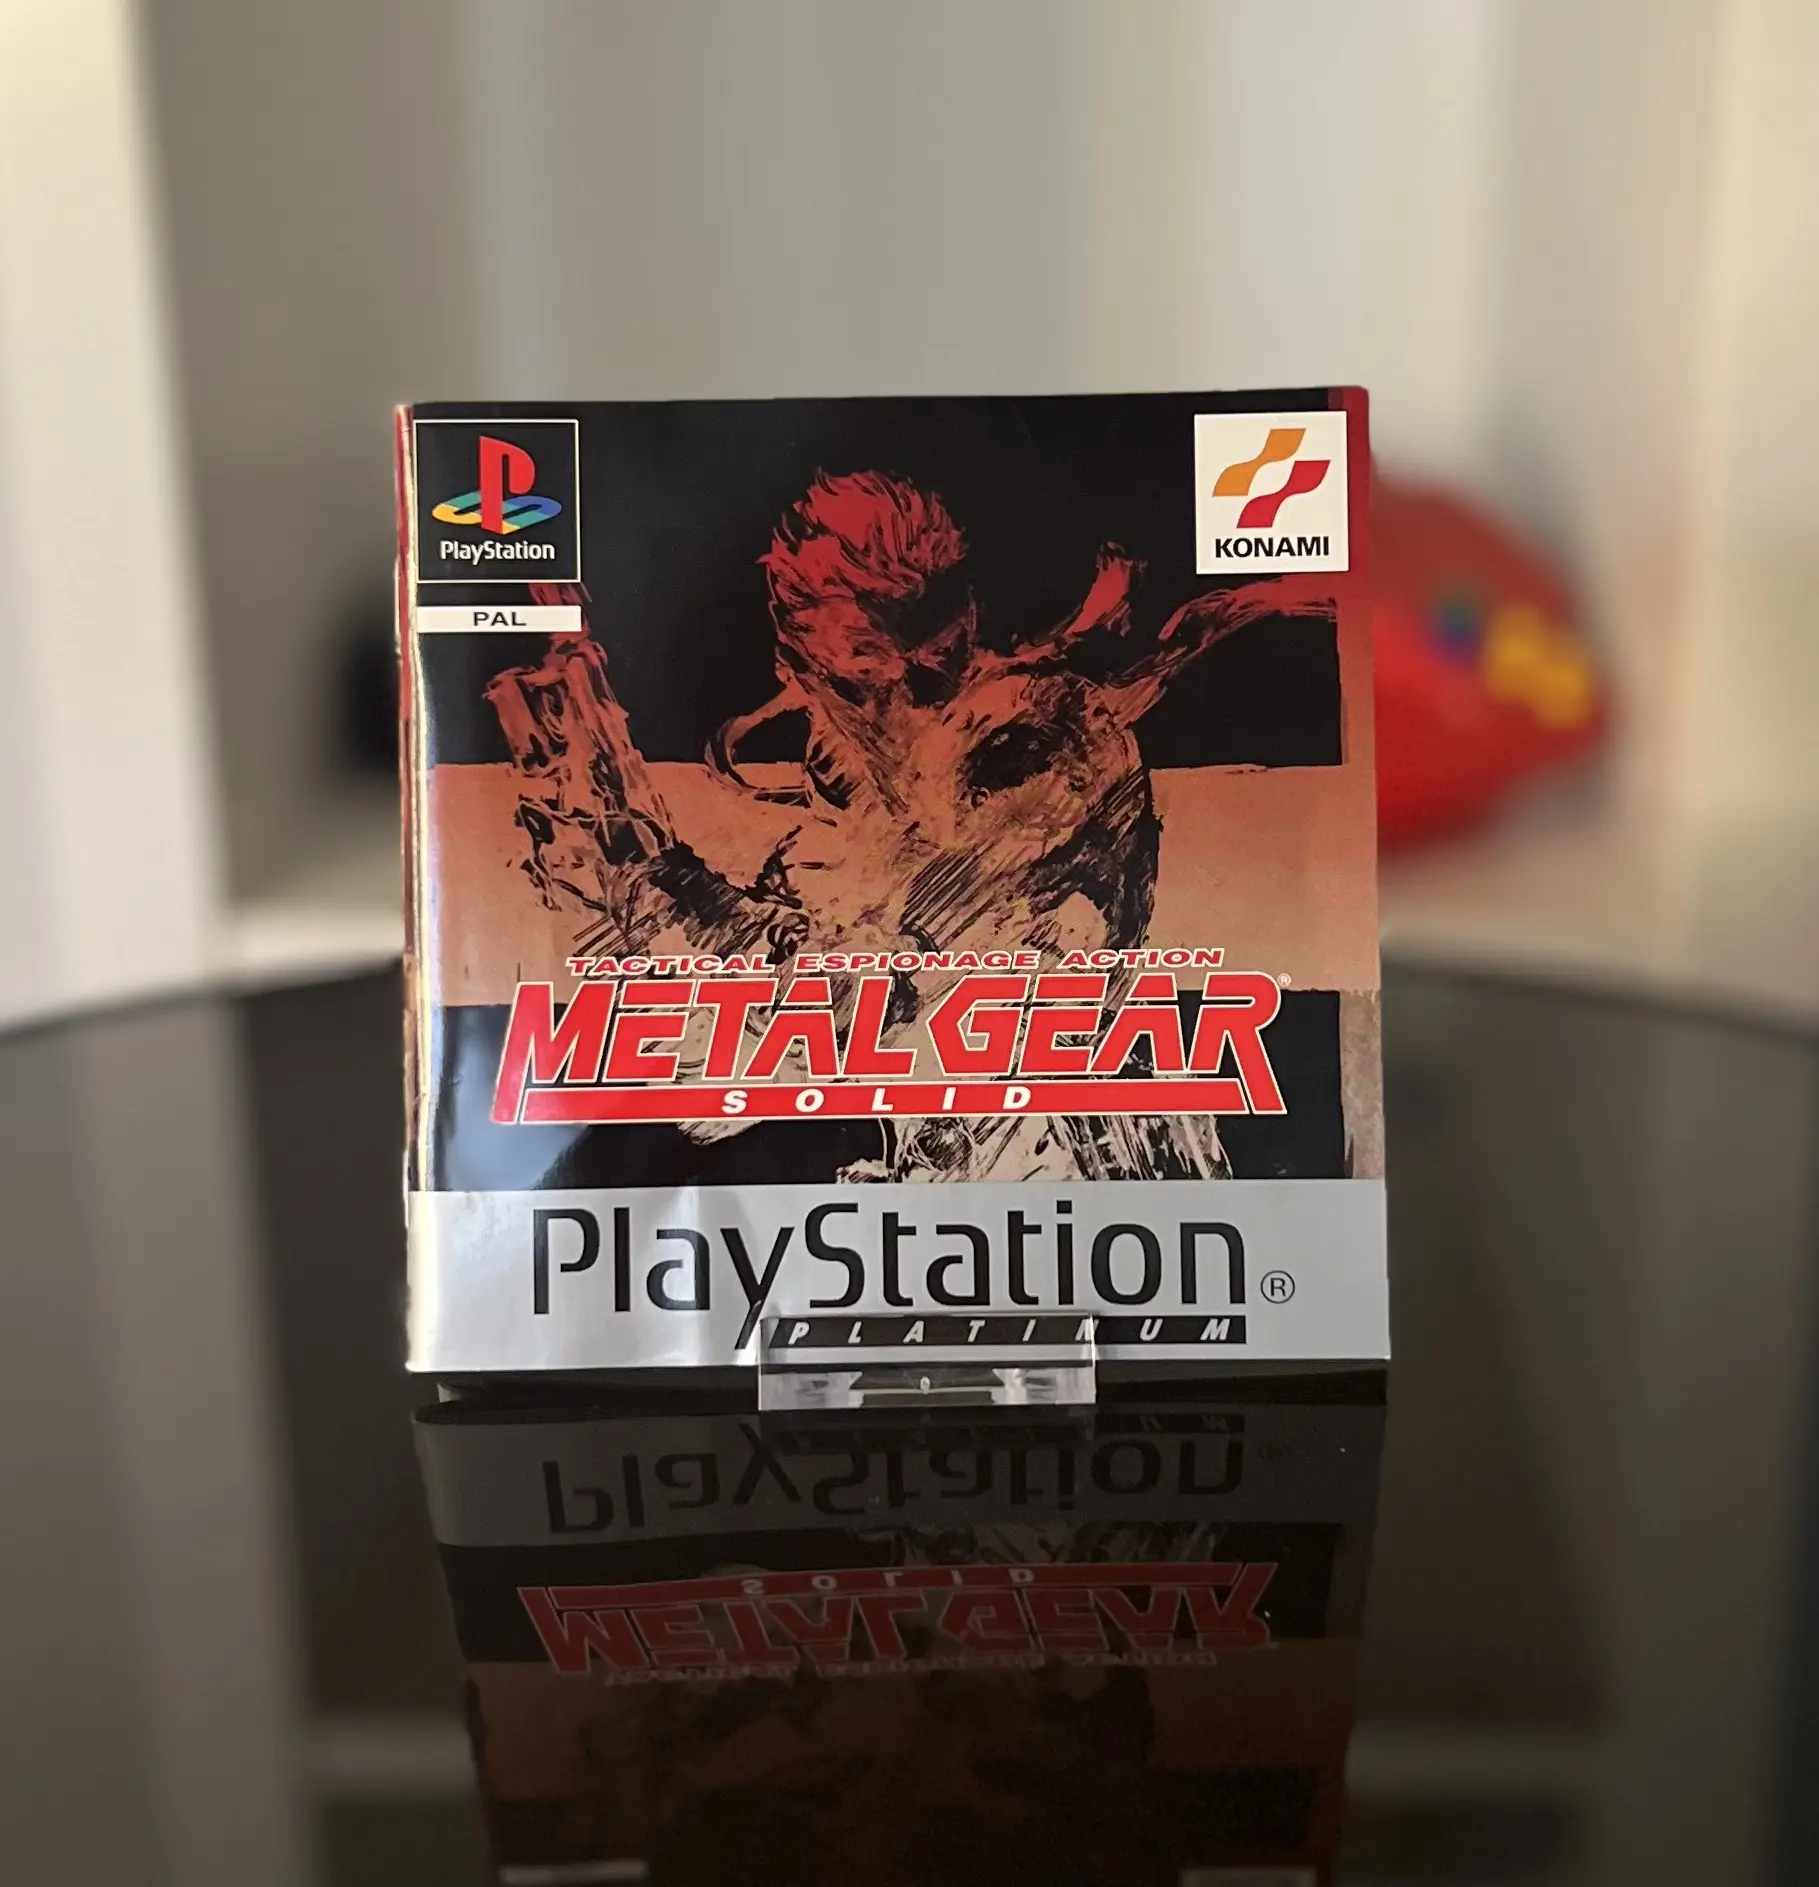 PlayStation
KONAMI
PAL
TACTICAL ESPIONAGE ACTION
METAL GEAR®
SOLID
PlayStation®
PLATINUM